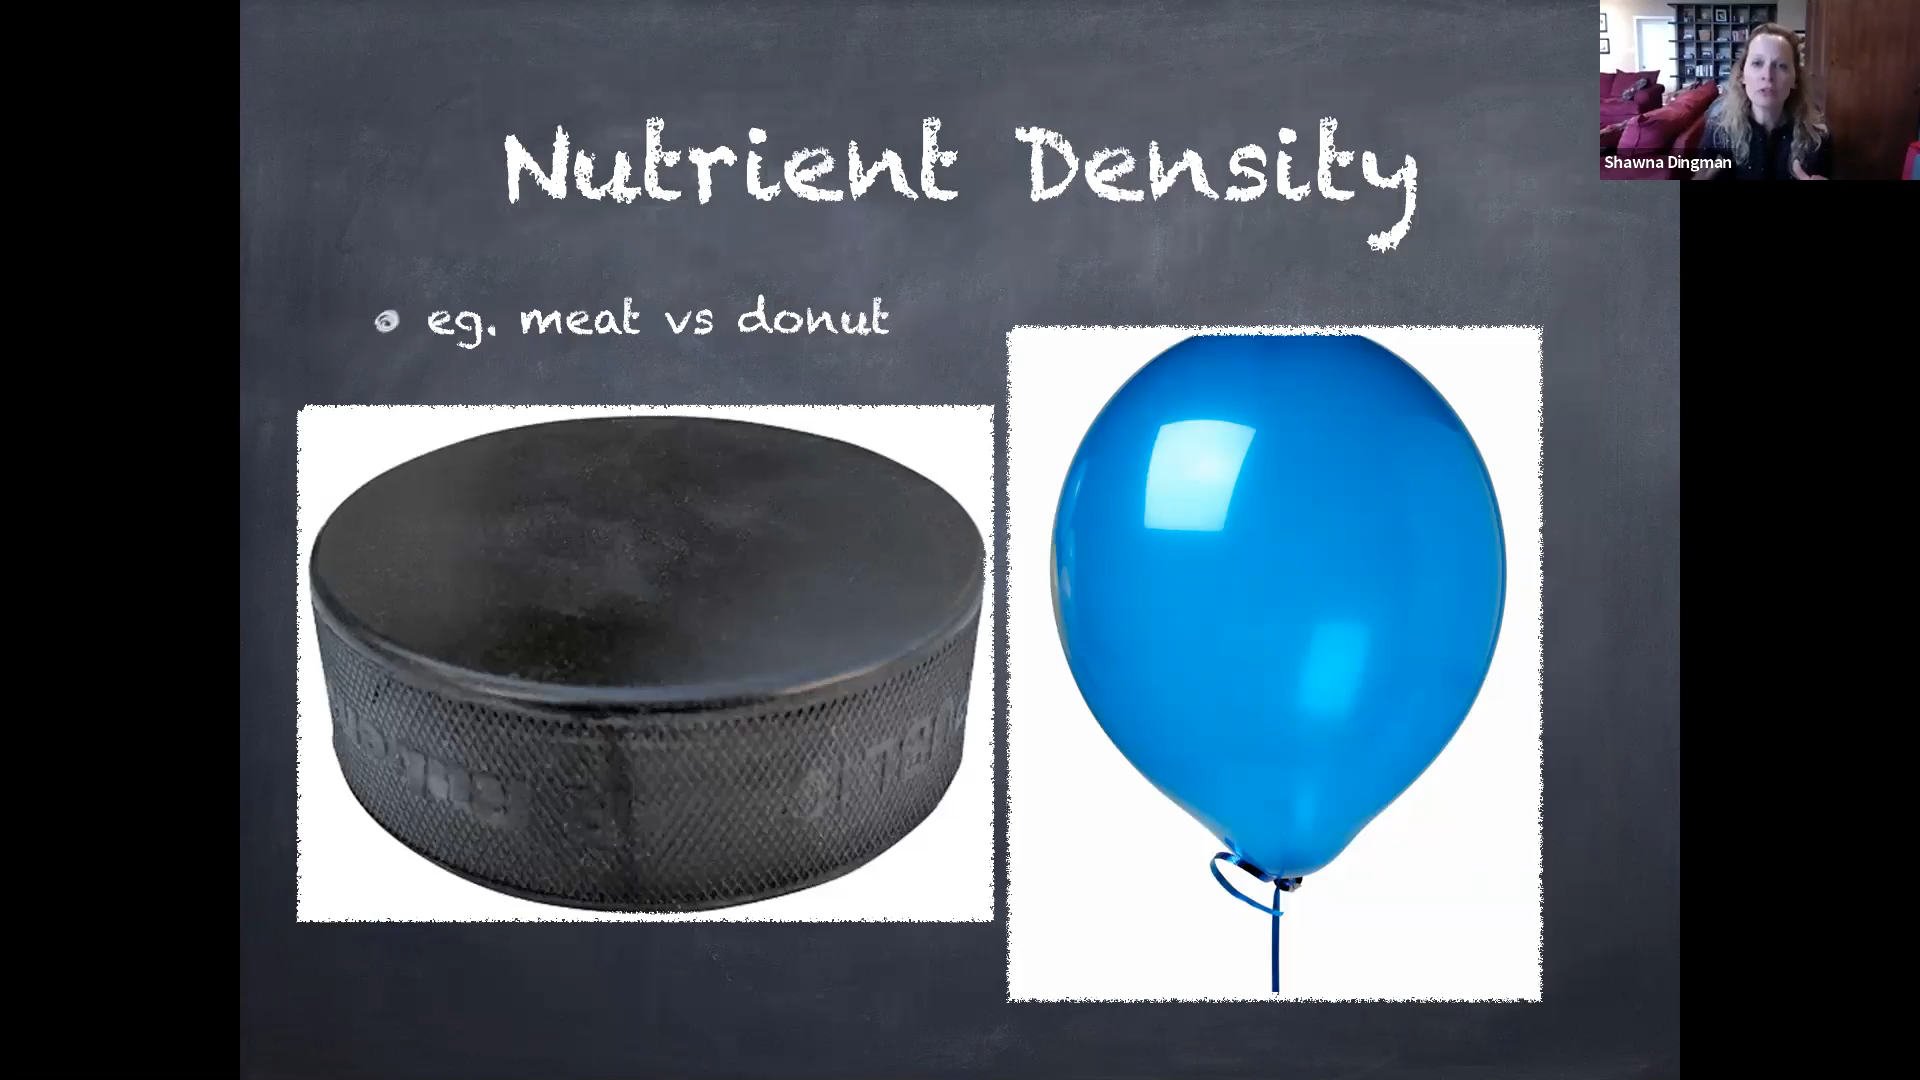 Nutrient Density
eg. meat vs donut
Shawna Dingman